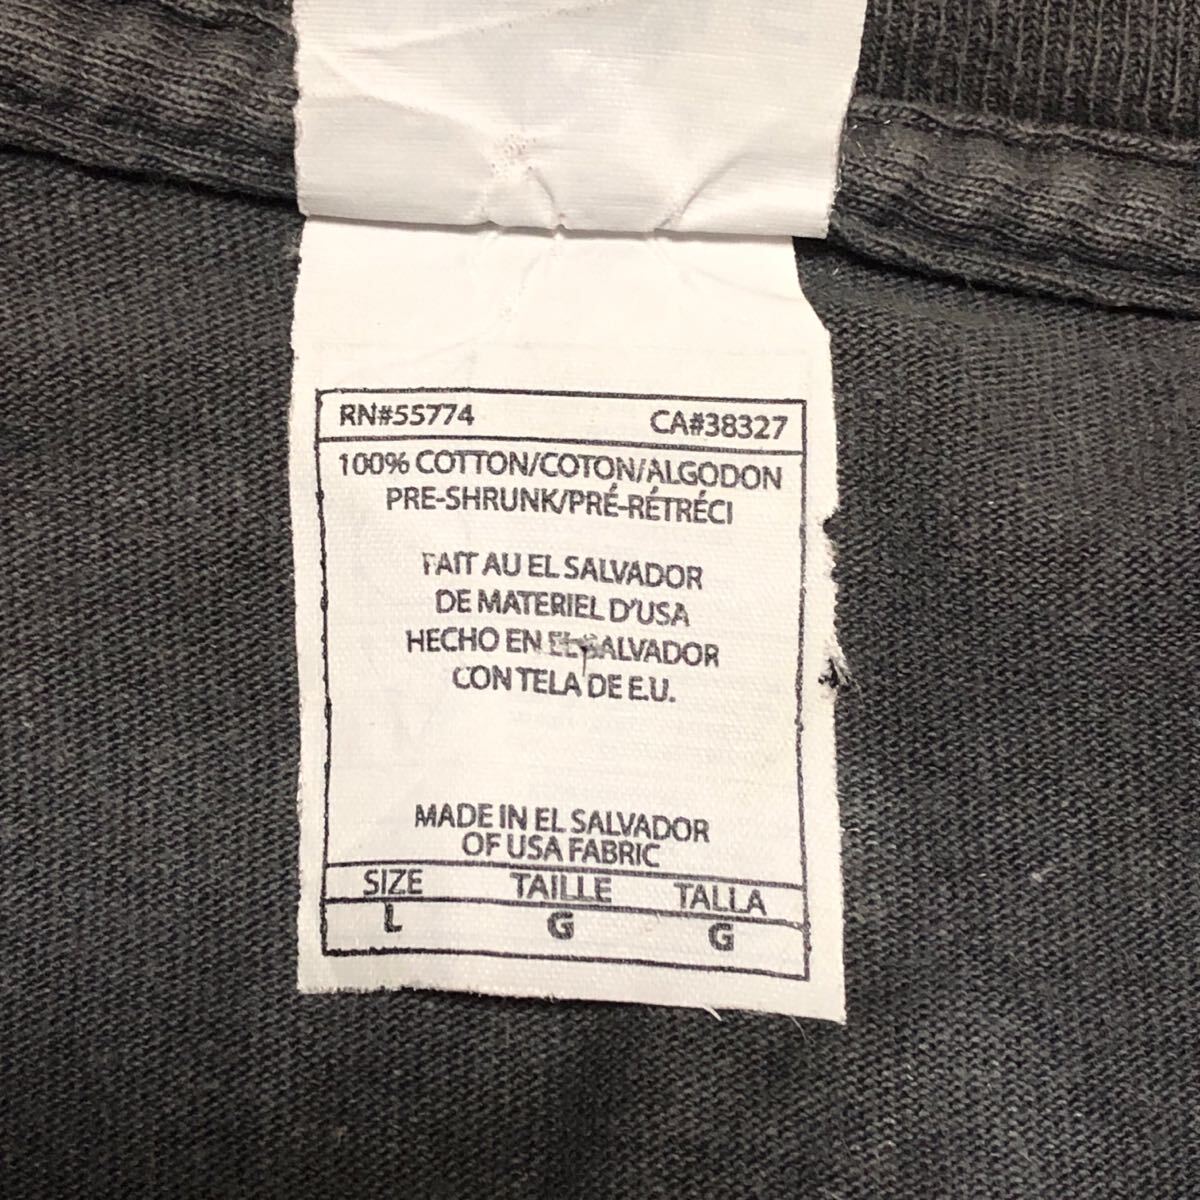 RN#55774 CA#38327
100% COTTON/COTON/ALGODON
PRE-SHRUNK/PRÉ-RÉTRÉCI
FAIT AU EL SALVADOR
DE MATERIEL D'USA
HECHO EN EL SALVADOR
CON TELA DE E.U.
MADE IN EL SALVADOR
OF USA FABRIC
SIZE TAILLE TALLA
L G G